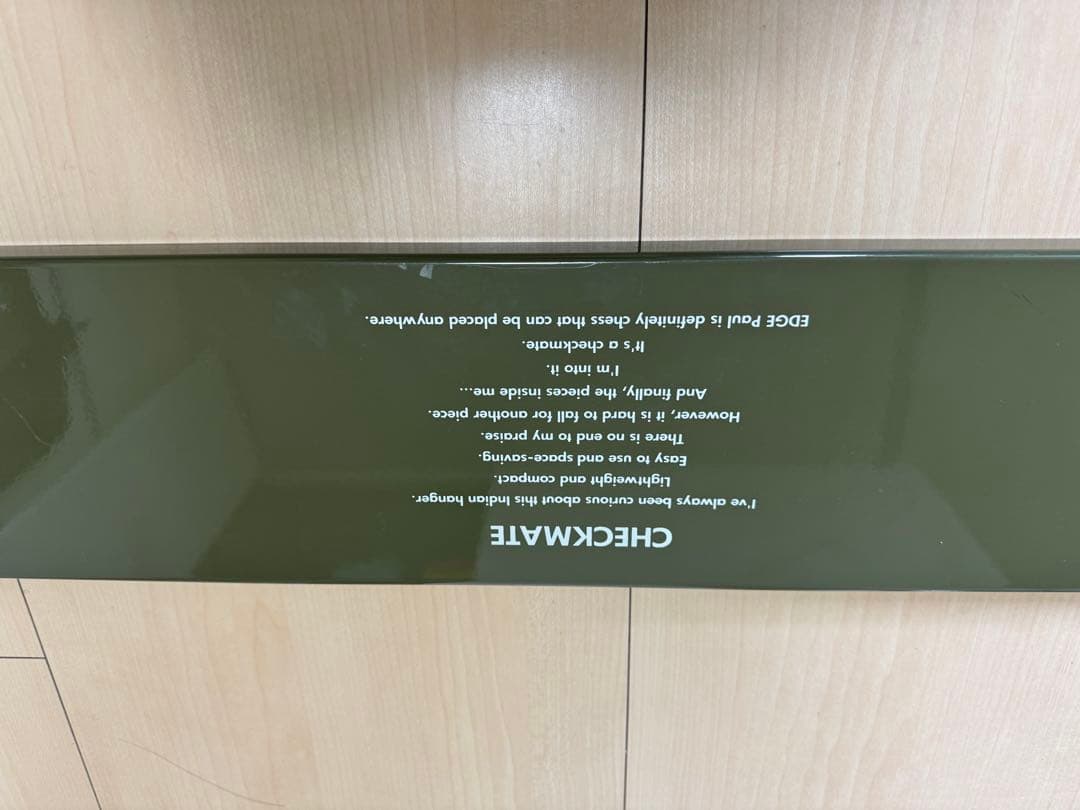 CHECKMATE
I've always been curious about this Indian hanger.
Lightweight and compact.
Easy to use and space-saving.
There is no end to my praise.
However, it is hard to fall for another piece.
And finally, the pieces inside me...
I'm into it.
It's a checkmate.
EDGE Paul is definitely chess that can be placed anywhere.